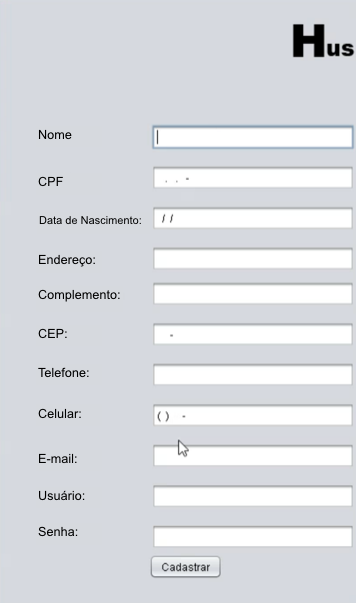 Hus
Nome
CPF . . -
Data de Nascimento: / /
Endereço:
Complemento:
CEP: -
Telefone:
Celular: ( ) -
E-mail:
Usuário:
Senha:
Cadastrar